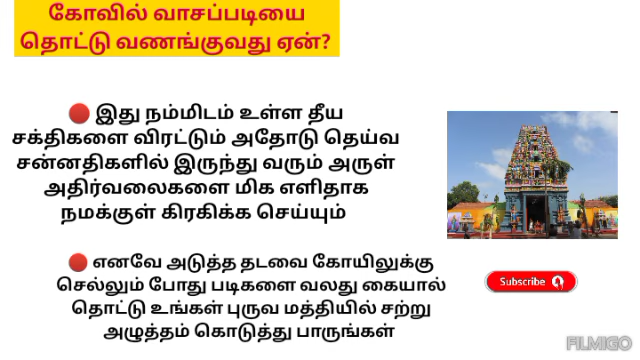 கோவில் வாசப்படியை
தொட்டு வணங்குவது ஏன்?
இது நம்மிடம் உள்ள தீய
சக்திகளை விரட்டும் அதோடு தெய்வ
சன்னதிகளில் இருந்து வரும் அருள்
அதிர்வலைகளை மிக எளிதாக
நமக்குள் கிரகிக்க செய்யும்
எனவே அடுத்த தடவை கோயிலுக்கு
செல்லும் போது படிகளை வலது கையால்
தொட்டு உங்கள் புருவ மத்தியில் சற்று
அழுத்தம் கொடுத்து பாருங்கள்
Subscribe
FILMIGO